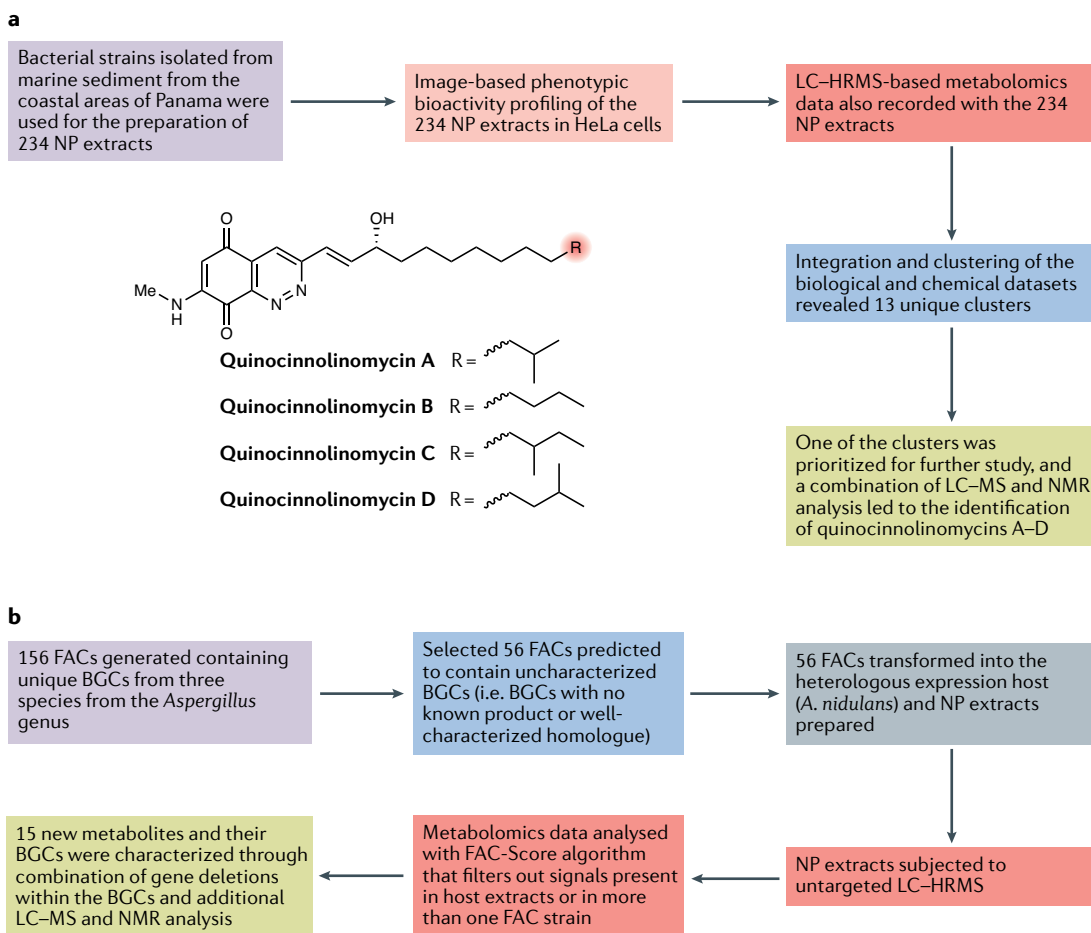 a
Bacterial strains isolated from
marine sediment from the
coastal areas of Panama were
used for the preparation of
234 NP extracts
Image-based phenotypic
bioactivity profiling of the
234 NP extracts in HeLa cells
LC–HRMS-based metabolomics
data also recorded with the 234
NP extracts
O
OH
R
N
N
Me
N
H
O
Quinocinnolinomycin A R =
Quinocinnolinomycin B R =
Quinocinnolinomycin C R =
Quinocinnolinomycin D R =
Integration and clustering of the
biological and chemical datasets
revealed 13 unique clusters
One of the clusters was
prioritized for further study, and
a combination of LC–MS and NMR
analysis led to the identification
of quinocinnolinomycins A–D
b
156 FACs generated containing
unique BGCs from three
species from the Aspergillus
genus
Selected 56 FACs predicted
to contain uncharacterized
BGCs (i.e. BGCs with no
known product or well-
characterized homologue)
56 FACs transformed into the
heterologous expression host
(A. nidulans) and NP extracts
prepared
NP extracts subjected to
untargeted LC–HRMS
Metabolomics data analysed
with FAC-Score algorithm
that filters out signals present
in host extracts or in more
than one FAC strain
15 new metabolites and their
BGCs were characterized through
combination of gene deletions
within the BGCs and additional
LC–MS and NMR analysis